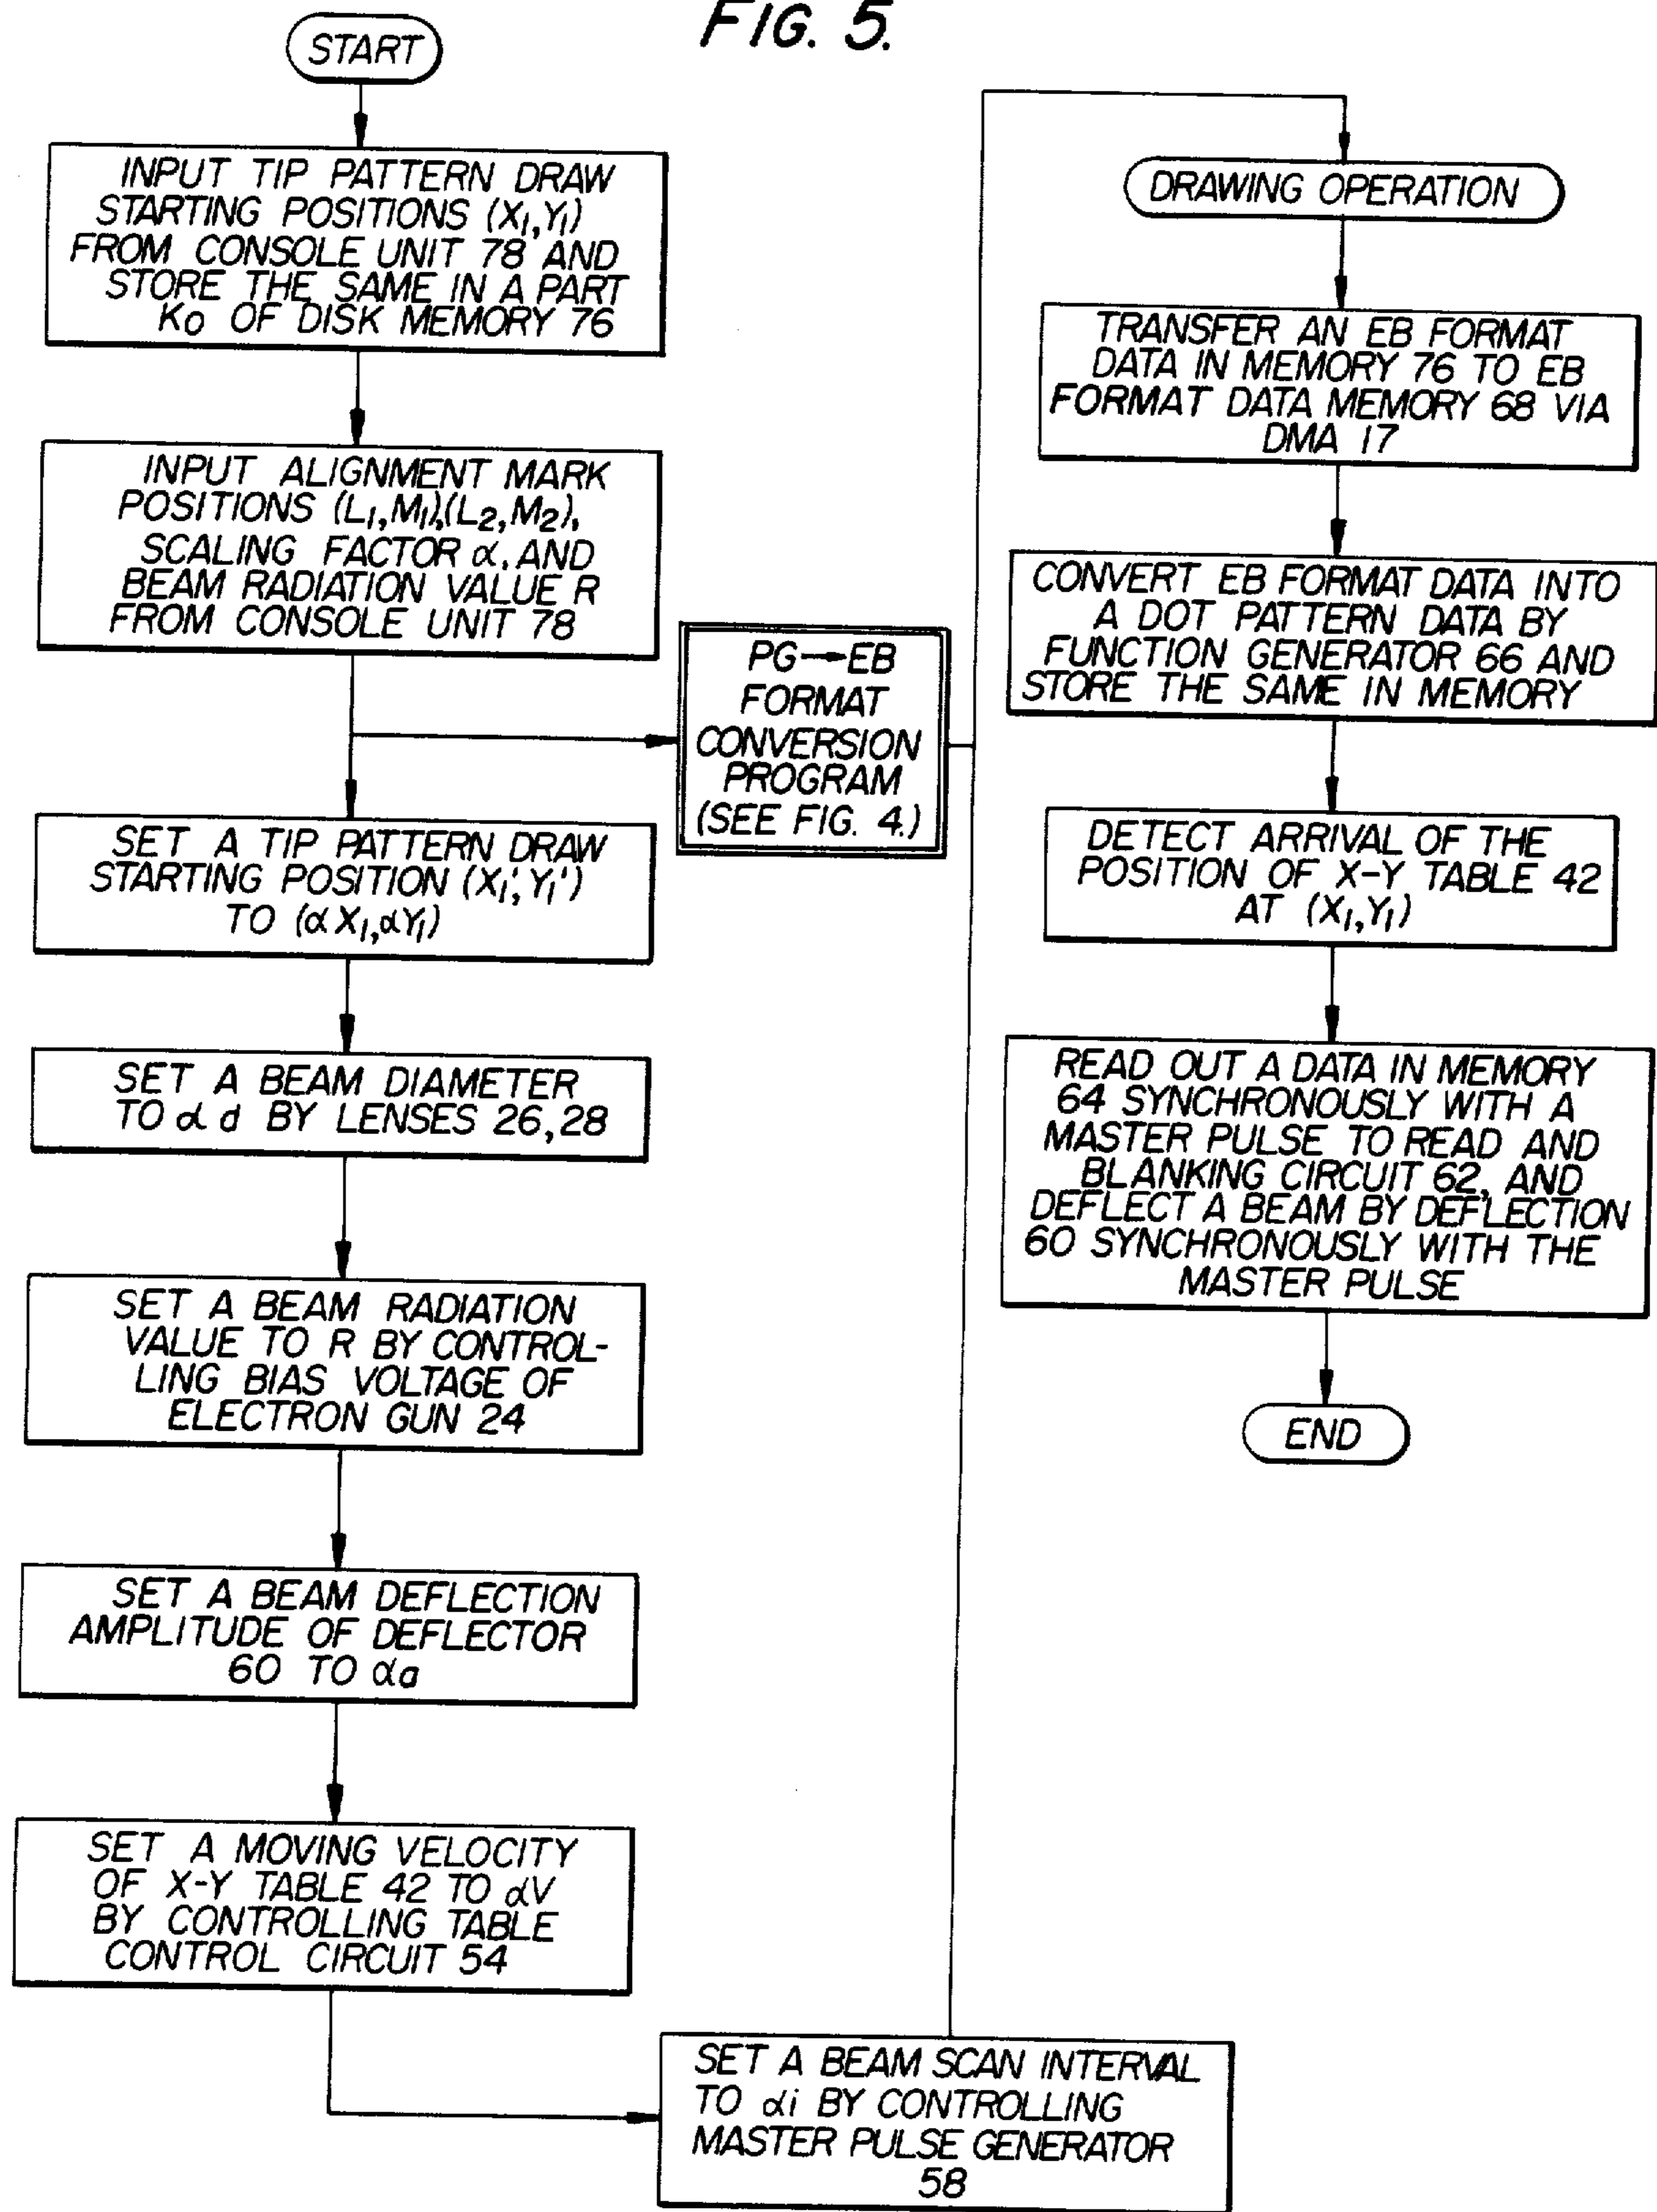 FIG. 5.
START
INPUT TIP PATTERN DRAW
STARTING POSITIONS (X1,Y1)
FROM CONSOLE UNIT 78 AND
STORE THE SAME IN A PART
K0 OF DISK MEMORY 76
INPUT ALIGNMENT MARK
POSITIONS (L1,M1),(L2,M2),
SCALING FACTOR α, AND
BEAM RADIATION VALUE R
FROM CONSOLE UNIT 78
PG→EB
FORMAT
CONVERSION
PROGRAM
(SEE FIG. 4.)
SET A TIP PATTERN DRAW
STARTING POSITION (X1',Y1')
TO (αX1,αY1)
SET A BEAM DIAMETER
TO αd BY LENSES 26,28
SET A BEAM RADIATION
VALUE TO R BY CONTROL-
LING BIAS VOLTAGE OF
ELECTRON GUN 24
SET A BEAM DEFLECTION
AMPLITUDE OF DEFLECTOR
60 TO αa
SET A MOVING VELOCITY
OF X-Y TABLE 42 TO αV
BY CONTROLLING TABLE
CONTROL CIRCUIT 54
SET A BEAM SCAN INTERVAL
TO αi BY CONTROLLING
MASTER PULSE GENERATOR
58
DRAWING OPERATION
TRANSFER AN EB FORMAT
DATA IN MEMORY 76 TO EB
FORMAT DATA MEMORY 68 VIA
DMA 17
CONVERT EB FORMAT DATA INTO
A DOT PATTERN DATA BY
FUNCTION GENERATOR 66 AND
STORE THE SAME IN MEMORY
DETECT ARRIVAL OF THE
POSITION OF X-Y TABLE 42
AT (X1,Y1)
READ OUT A DATA IN MEMORY
64 SYNCHRONOUSLY WITH A
MASTER PULSE TO READ AND
BLANKING CIRCUIT 62, AND
DEFLECT A BEAM BY DEFLECTION
60 SYNCHRONOUSLY WITH THE
MASTER PULSE
END